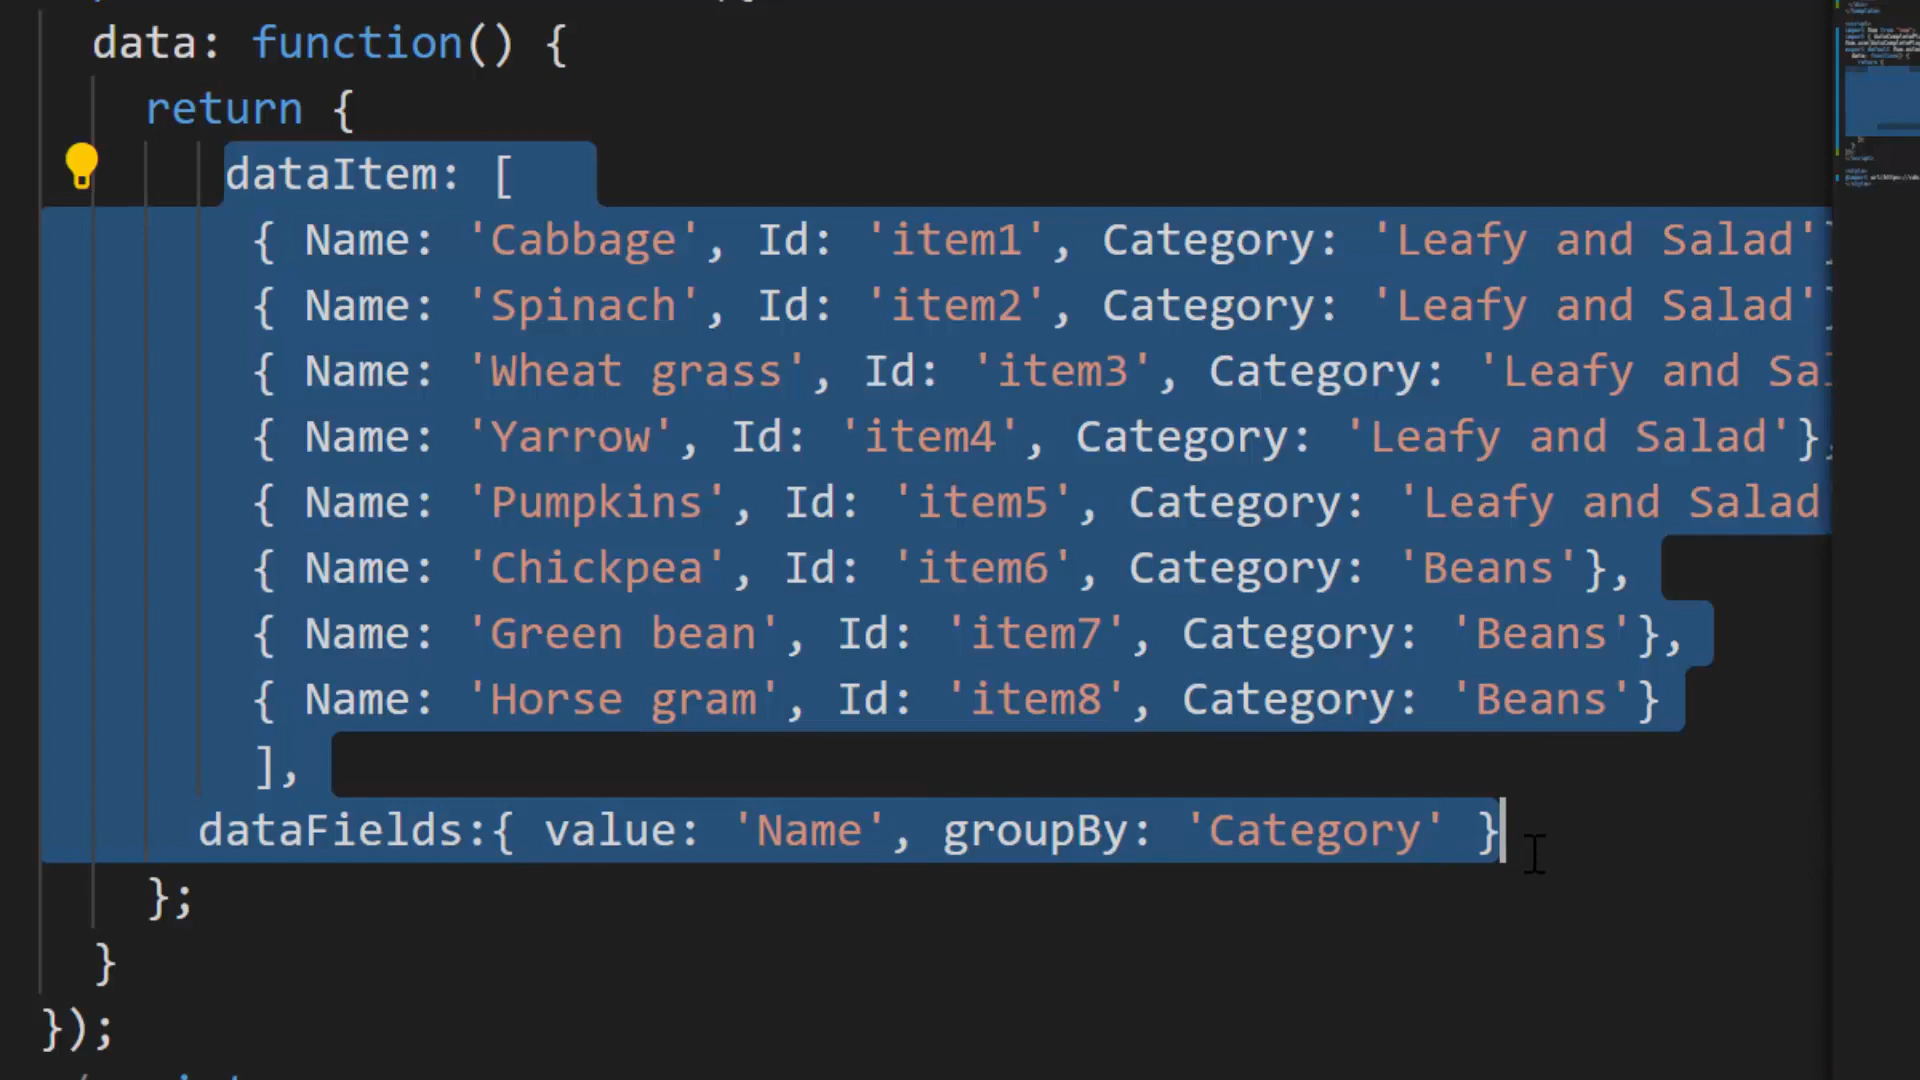 data: function() {
return {
dataItem: [
{ Name: 'Cabbage', Id: 'item1', Category: 'Leafy and Salad'}
{ Name: 'Spinach', Id: 'item2', Category: 'Leafy and Salad'}
{ Name: 'Wheat grass', Id: 'item3', Category: 'Leafy and Sal
{ Name: 'Yarrow', Id: 'item4', Category: 'Leafy and Salad'},
{ Name: 'Pumpkins', Id: 'item5', Category: 'Leafy and Salad
{ Name: 'Chickpea', Id: 'item6', Category: 'Beans'},
{ Name: 'Green bean', Id: 'item7', Category: 'Beans'},
{ Name: 'Horse gram', Id: 'item8', Category: 'Beans'}
],
dataFields:{ value: 'Name', groupBy: 'Category' }
};
}
});